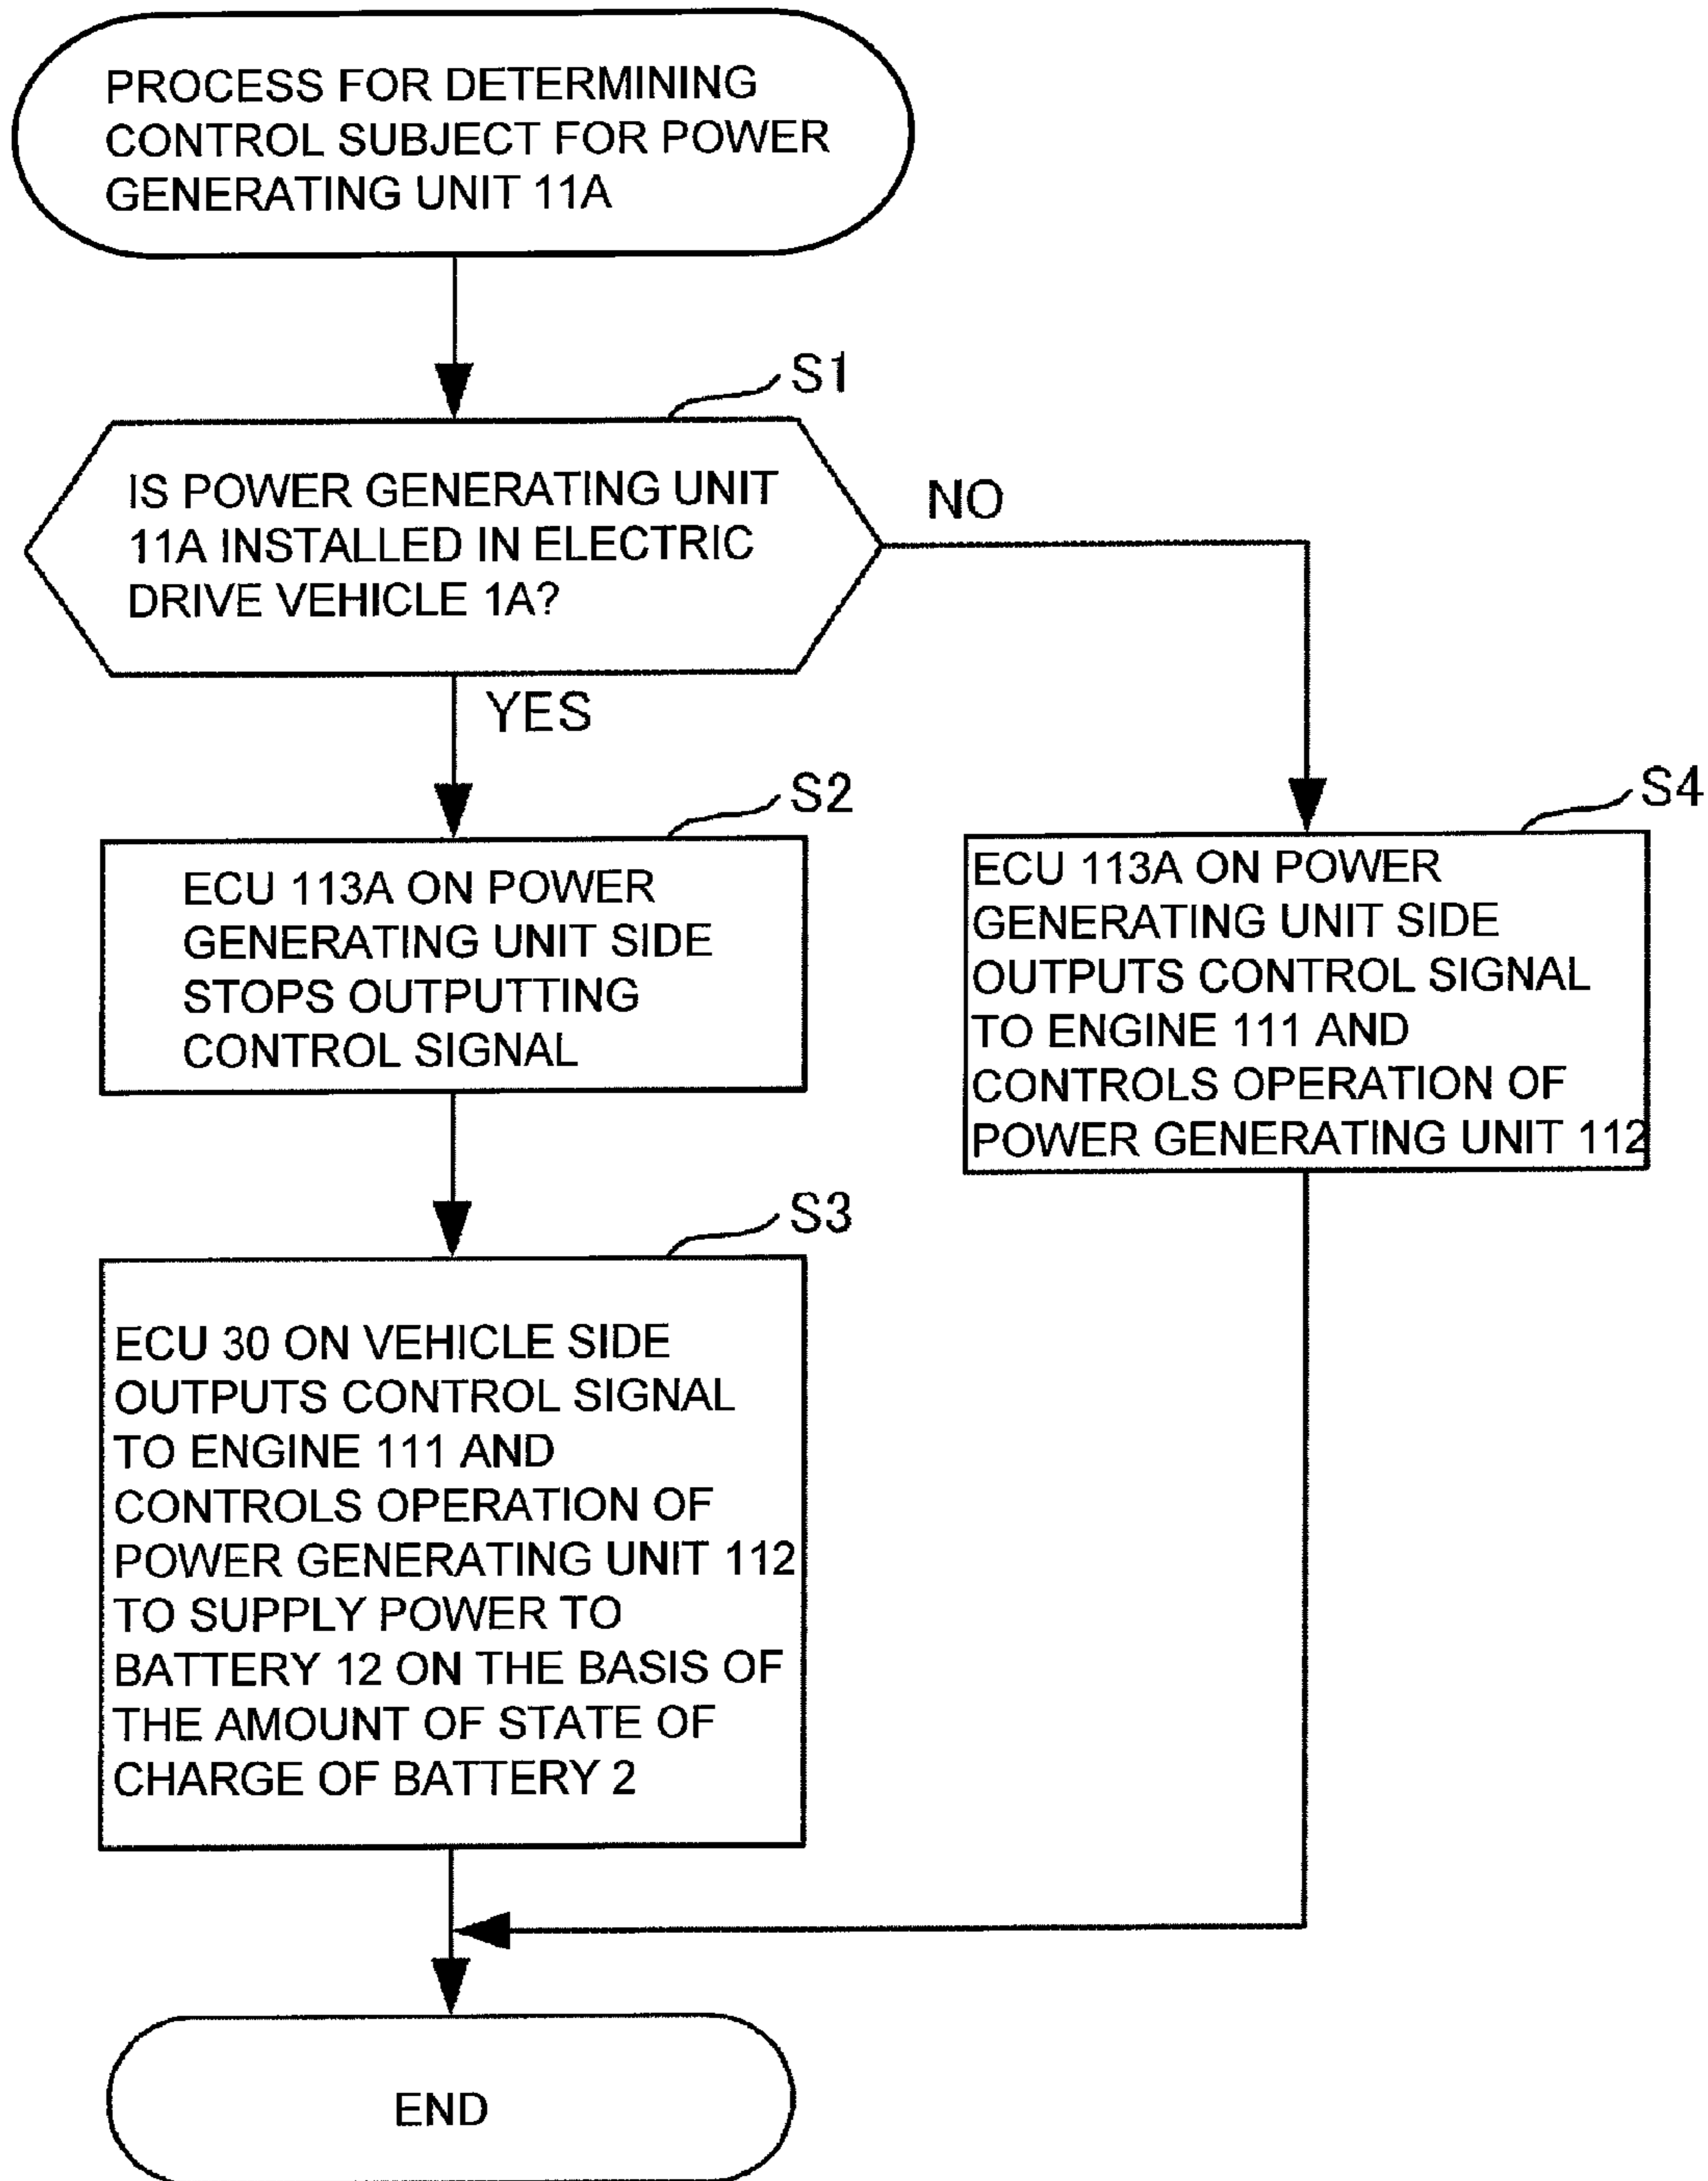 PROCESS FOR DETERMINING
CONTROL SUBJECT FOR POWER
GENERATING UNIT 11A
S1
IS POWER GENERATING UNIT
11A INSTALLED IN ELECTRIC
DRIVE VEHICLE 1A?
NO
YES
S2
ECU 113A ON POWER
GENERATING UNIT SIDE
STOPS OUTPUTTING
CONTROL SIGNAL
S4
ECU 113A ON POWER
GENERATING UNIT SIDE
OUTPUTS CONTROL SIGNAL
TO ENGINE 111 AND
CONTROLS OPERATION OF
POWER GENERATING UNIT 112
S3
ECU 30 ON VEHICLE SIDE
OUTPUTS CONTROL SIGNAL
TO ENGINE 111 AND
CONTROLS OPERATION OF
POWER GENERATING UNIT 112
TO SUPPLY POWER TO
BATTERY 12 ON THE BASIS OF
THE AMOUNT OF STATE OF
CHARGE OF BATTERY 2
END